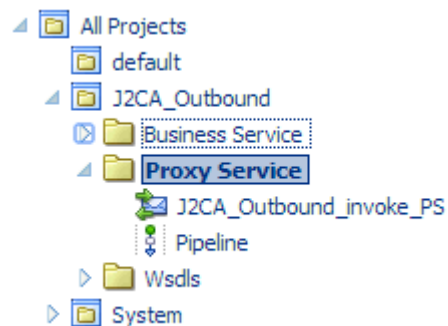 All Projects
default
J2CA_Outbound
Business Service
Proxy Service
J2CA_Outbound_invoke_PS
Pipeline
Wsdls
System